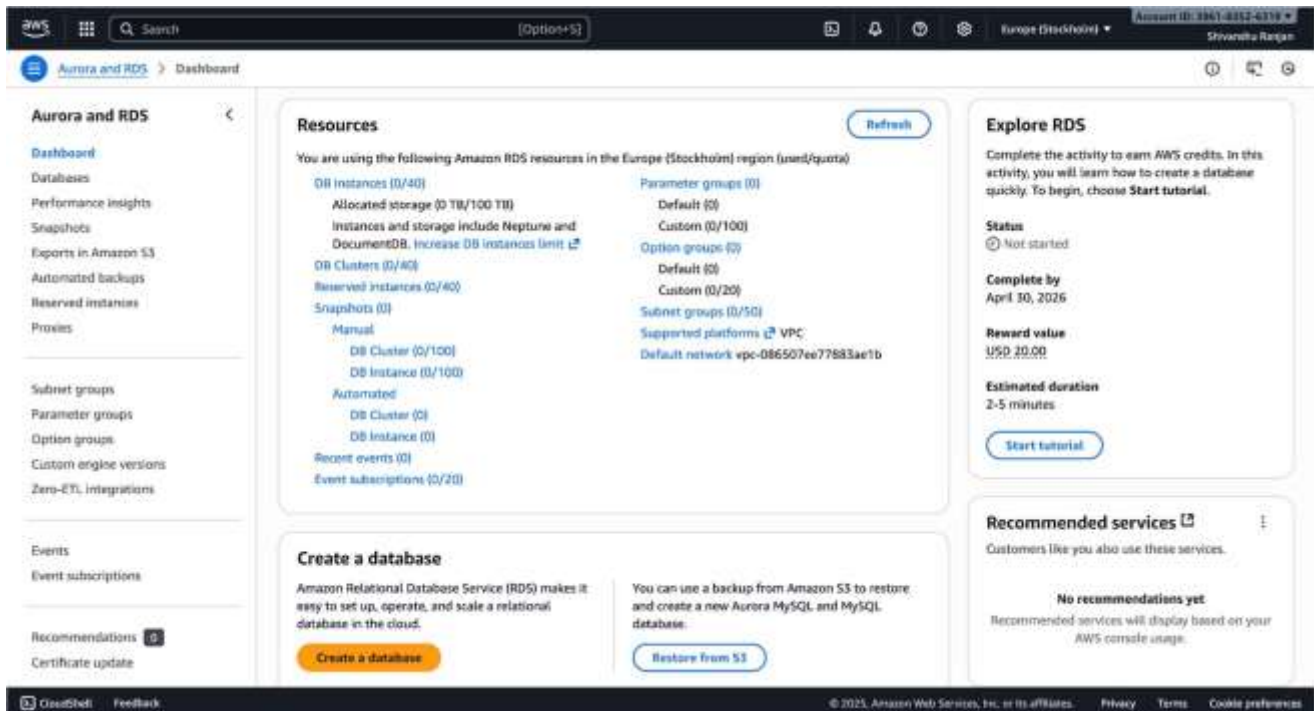 aws
Search
[Option+S]
Europe (Stockholm)
Shivanshu Ranjan
Aurora and RDS > Dashboard
Aurora and RDS
Dashboard
Databases
Performance insights
Snapshots
Exports in Amazon S3
Automated backups
Reserved instances
Proxies
Subnet groups
Parameter groups
Option groups
Custom engine versions
Zero-ETL integrations
Events
Event subscriptions
Recommendations 0
Certificate update
Resources
Refresh
You are using the following Amazon RDS resources in the Europe (Stockholm) region (used/quota)
DB Instances (0/40)
Allocated storage (0 TB/100 TB)
Instances and storage include Neptune and
DocumentDB. Increase DB instances limit
DB Clusters (0/40)
Reserved instances (0/40)
Snapshots (0)
Manual
DB Cluster (0/100)
DB Instance (0/100)
Automated
DB Cluster (0)
DB Instance (0)
Recent events (0)
Event subscriptions (0/20)
Parameter groups (0)
Default (0)
Custom (0/100)
Option groups (0)
Default (0)
Custom (0/20)
Subnet groups (0/50)
Supported platforms VPC
Default network vpc-086507ee77883ae1b
Create a database
Amazon Relational Database Service (RDS) makes it
easy to set up, operate, and scale a relational
database in the cloud.
Create a database
You can use a backup from Amazon S3 to restore
and create a new Aurora MySQL and MySQL
database.
Restore from S3
Explore RDS
Complete the activity to earn AWS credits. In this
activity, you will learn how to create a database
quickly. To begin, choose Start tutorial.
Status
Not started
Complete by
April 30, 2026
Reward value
USD 20.00
Estimated duration
2-5 minutes
Start tutorial
Recommended services
Customers like you also use these services.
No recommendations yet
Recommended services will display based on your
AWS console usage.
CloudShell Feedback
© 2025, Amazon Web Services, Inc. or its affiliates. Privacy Terms Cookie preferences